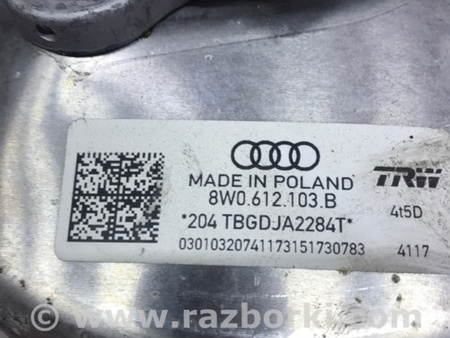 MADE IN POLAND
8W0.612.103.B
*204 TBGDJA2284T*
03010320741173151730783
TRW
4t5D
4117
© www.razborki.com